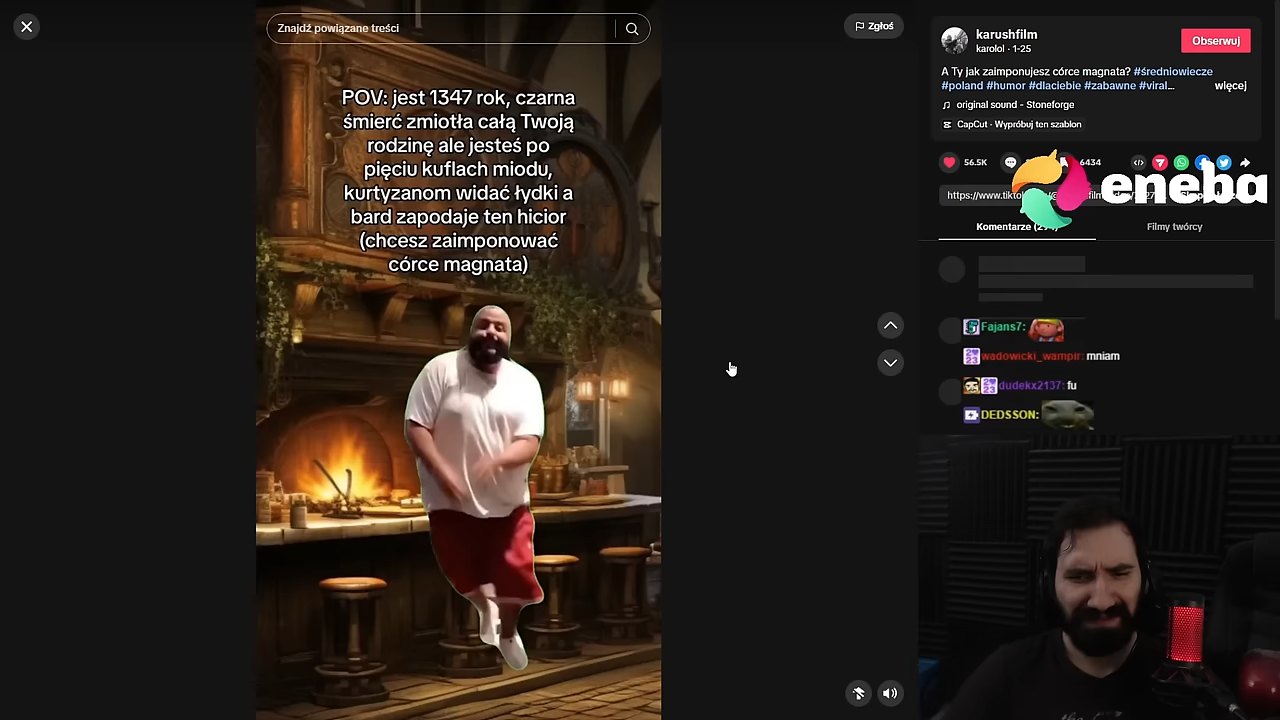 Znajdź powiązane treści
Zgłoś
POV: jest 1347 rok, czarna
śmierć zmiotła całą Twoją
rodzinę ale jesteś po
pięciu kuflach miodu,
kurtyzanom widać łydki a
bard zapodaje ten hicior
(chcesz zaimponować
córce magnata)
karushfilm
karolol · 1-25
Obserwuj
A Ty jak zaimponujesz córce magnata? #średniowiecze
#poland #humor #dlaciebie #zabawne #viral...
więcej
original sound - Stoneforge
CapCut · Wypróbuj ten szablon
56.5K
6434
eneba
https://www.tikto
Komentarze
Filmy twórcy
Fajans7:
wadowicki_wampir: mniam
dudekx2137: fu
DEDSSON: